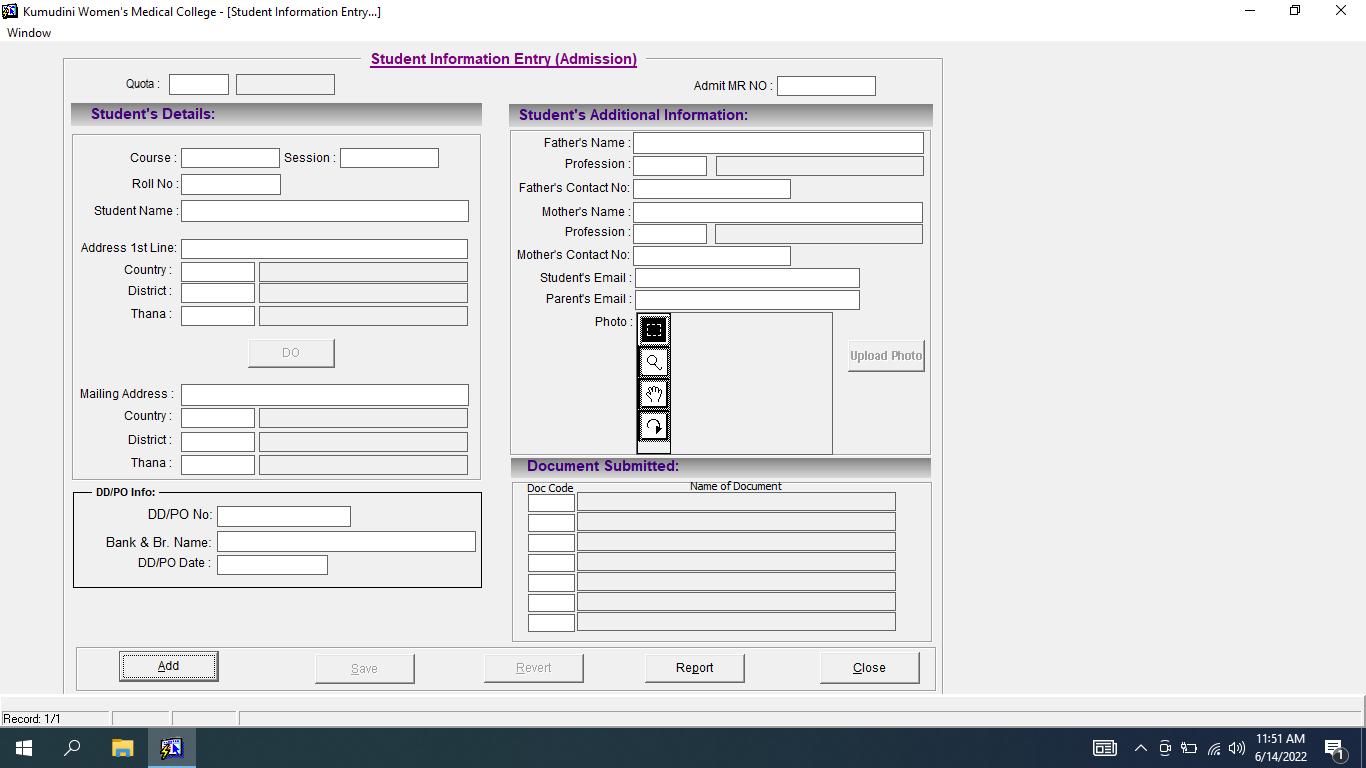 Kumudini Women's Medical College - [Student Information Entry...]
Window
Student Information Entry (Admission)
Quota :
Admit MR NO :
Student's Details:
Course :
Session :
Roll No :
Student Name :
Address 1st Line:
Country :
District :
Thana :
DO
Mailing Address :
Country :
District :
Thana :
DD/PO Info:
DD/PO No:
Bank & Br. Name:
DD/PO Date :
Student's Additional Information:
Father's Name :
Profession :
Father's Contact No:
Mother's Name :
Profession :
Mother's Contact No:
Student's Email :
Parent's Email :
Photo :
Upload Photo
Document Submitted:
Doc Code
Name of Document
Add
Save
Revert
Report
Close
Record: 1/1
11:51 AM
6/14/2022
1